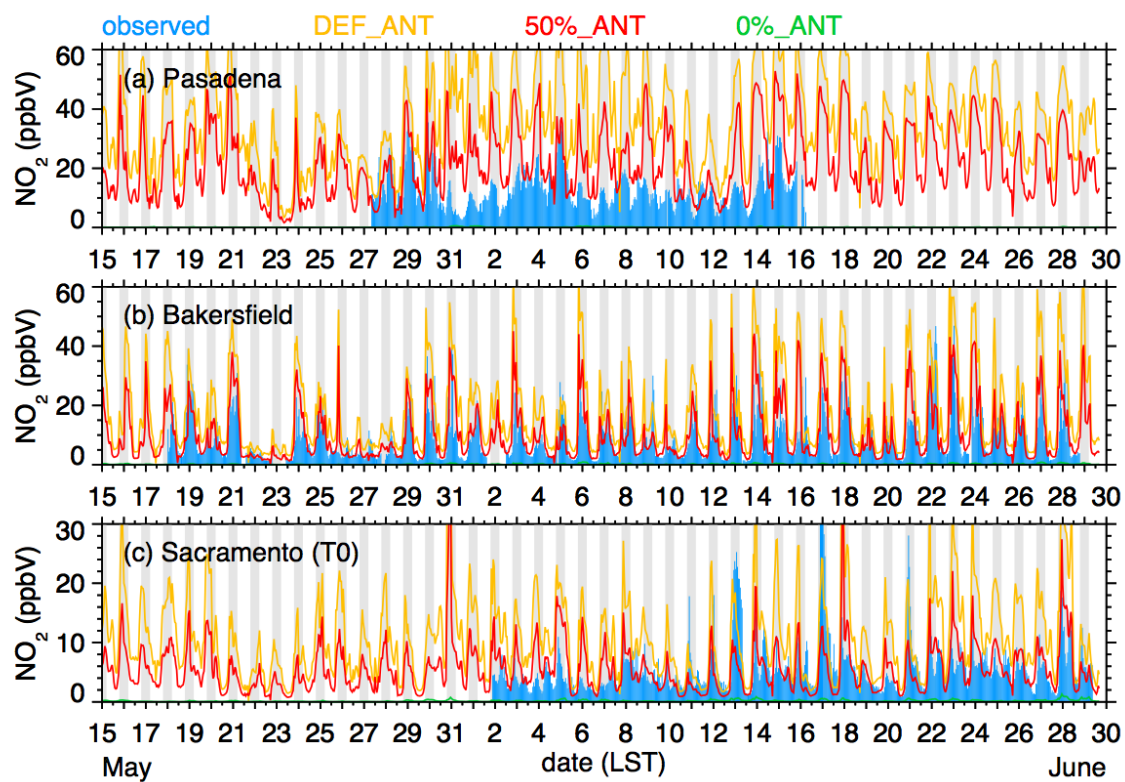 observed DEF_ANT 50%_ANT 0%_ANT
60
(a) Pasadena
40
NO2 (ppbV)
20
0
15 17 19 21 23 25 27 29 31 2 4 6 8 10 12 14 16 18 20 22 24 26 28 30
60
(b) Bakersfield
40
NO2 (ppbV)
20
0
15 17 19 21 23 25 27 29 31 2 4 6 8 10 12 14 16 18 20 22 24 26 28 30
30
(c) Sacramento (T0)
20
NO2 (ppbV)
10
0
15 17 19 21 23 25 27 29 31 2 4 6 8 10 12 14 16 18 20 22 24 26 28 30
May date (LST) June